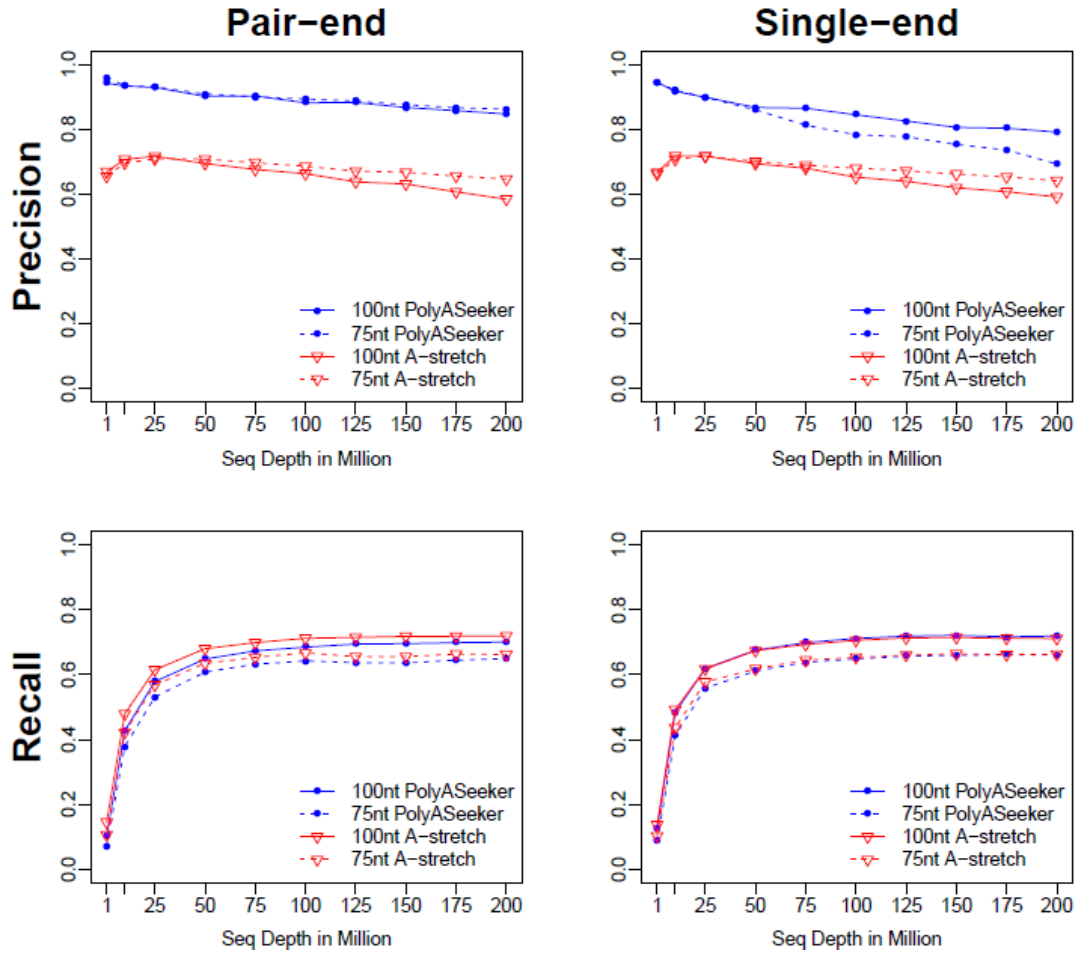 Pair−end
Single−end
Precision
1.0
0.8
0.6
0.4
0.2
0.0
100nt PolyASeeker
75nt PolyASeeker
100nt A−stretch
75nt A−stretch
1 25 50 75 100 125 150 175 200
Seq Depth in Million
1.0
0.8
0.6
0.4
0.2
0.0
100nt PolyASeeker
75nt PolyASeeker
100nt A−stretch
75nt A−stretch
1 25 50 75 100 125 150 175 200
Seq Depth in Million
Recall
1.0
0.8
0.6
0.4
0.2
0.0
100nt PolyASeeker
75nt PolyASeeker
100nt A−stretch
75nt A−stretch
1 25 50 75 100 125 150 175 200
Seq Depth in Million
1.0
0.8
0.6
0.4
0.2
0.0
100nt PolyASeeker
75nt PolyASeeker
100nt A−stretch
75nt A−stretch
1 25 50 75 100 125 150 175 200
Seq Depth in Million